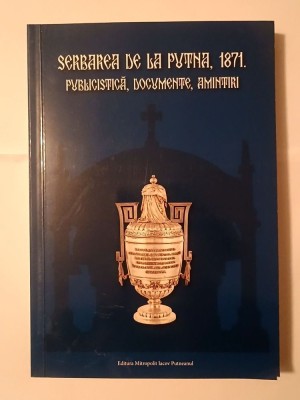 SERBAREA DE LA PUTNA, 1871.
PUBLICISTICĂ, DOCUMENTE, AMINTIRI
Editura Mitropolit Iacov Putneanul